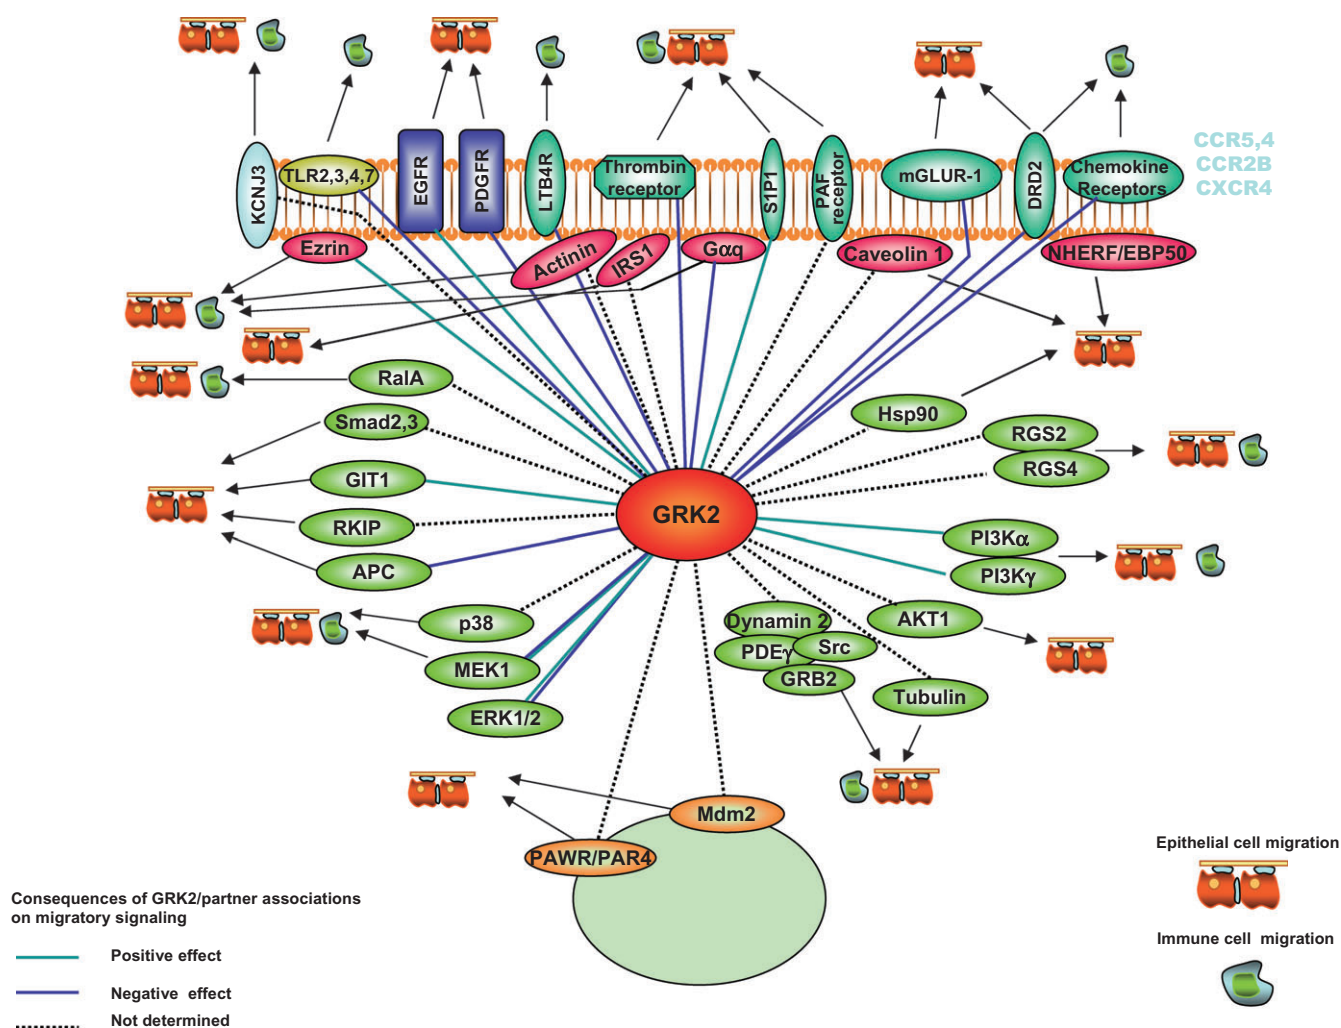 CCR5,4
CCR2B
CXCR4
KCNJ3
TLR2,3,4,7
EGFR
PDGFR
LTB4R
Thrombin
receptor
S1P1
PAF
receptor
mGLUR-1
DRD2
Chemokine
Receptors
Ezrin
Actinin
IRS1
Gαq
Caveolin 1
NHERF/EBP50
RalA
Smad2,3
GIT1
RKIP
APC
p38
MEK1
ERK1/2
GRK2
Hsp90
RGS2
RGS4
PI3Kα
PI3Kγ
AKT1
Dynamin 2
PDEγ
Src
GRB2
Tubulin
Mdm2
PAWR/PAR4
Consequences of GRK2/partner associations
on migratory signaling
Positive effect
Negative effect
Not determined
Epithelial cell migration
Immune cell migration